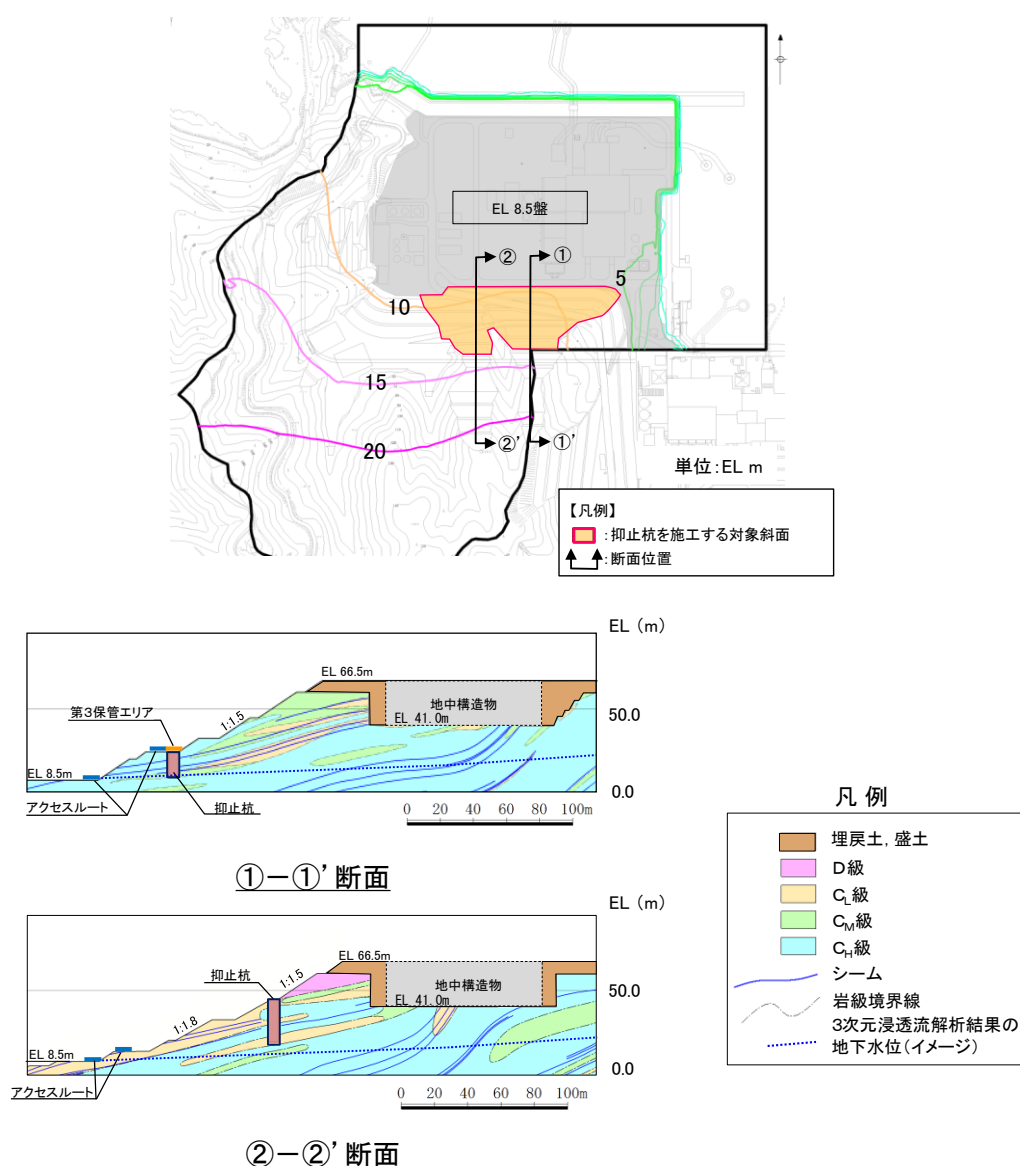 EL 8.5盤
② ①
5
10
15
20
②’ ①’
単位:EL m
【凡例】
:抑止杭を施工する対象斜面
:断面位置
EL (m)
EL 66.5m
第3保管エリア
1:1.5
地中構造物
EL 41.0m
50.0
EL 8.5m
0.0
アクセスルート
抑止杭
0 20 40 60 80 100m
①-①’断面
EL (m)
EL 66.5m
抑止杭
1:1.5
地中構造物
EL 41.0m
50.0
1:1.8
EL 8.5m
0.0
アクセスルート
0 20 40 60 80 100m
②-②’断面
凡 例
埋戻土,盛土
D級
CL級
CM級
CH級
シーム
岩級境界線
3次元浸透流解析結果の
地下水位(イメージ)